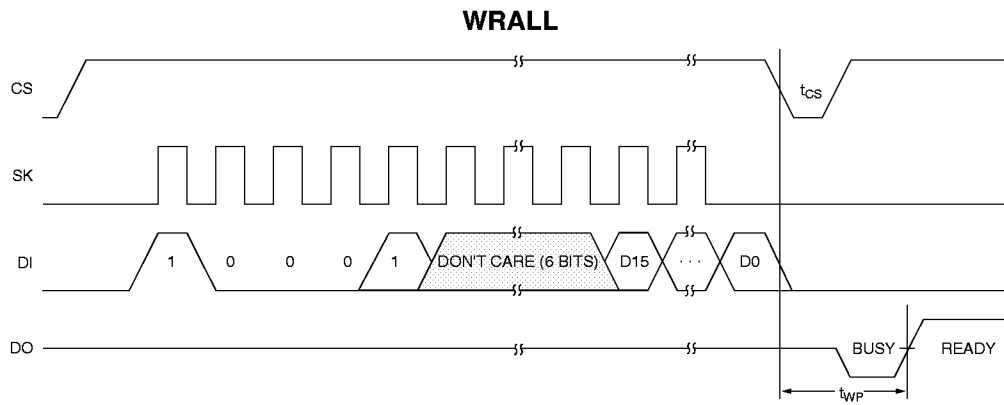 WRALL
CS
tCS
SK
DI
1 0 0 0 1 DON'T CARE (6 BITS) D15 · · · D0
DO
BUSY READY
tWP